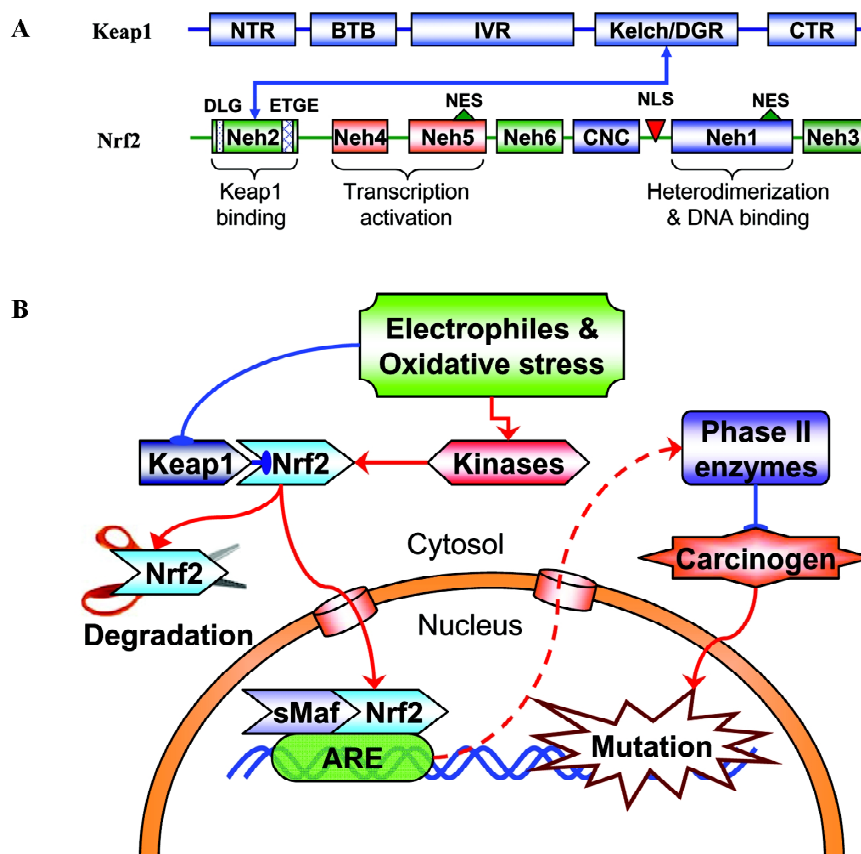 A
Keap1
NTR BTB IVR Kelch/DGR CTR
DLG ETGE NES NLS NES
Nrf2
Neh2 Neh4 Neh5 Neh6 CNC Neh1 Neh3
Keap1
binding
Transcription
activation
Heterodimerization
& DNA binding
B
Electrophiles &
Oxidative stress
Keap1 Nrf2 Kinases
Phase II
enzymes
Carcinogen
Nrf2
Degradation
Cytosol
Nucleus
sMaf Nrf2
ARE
Mutation